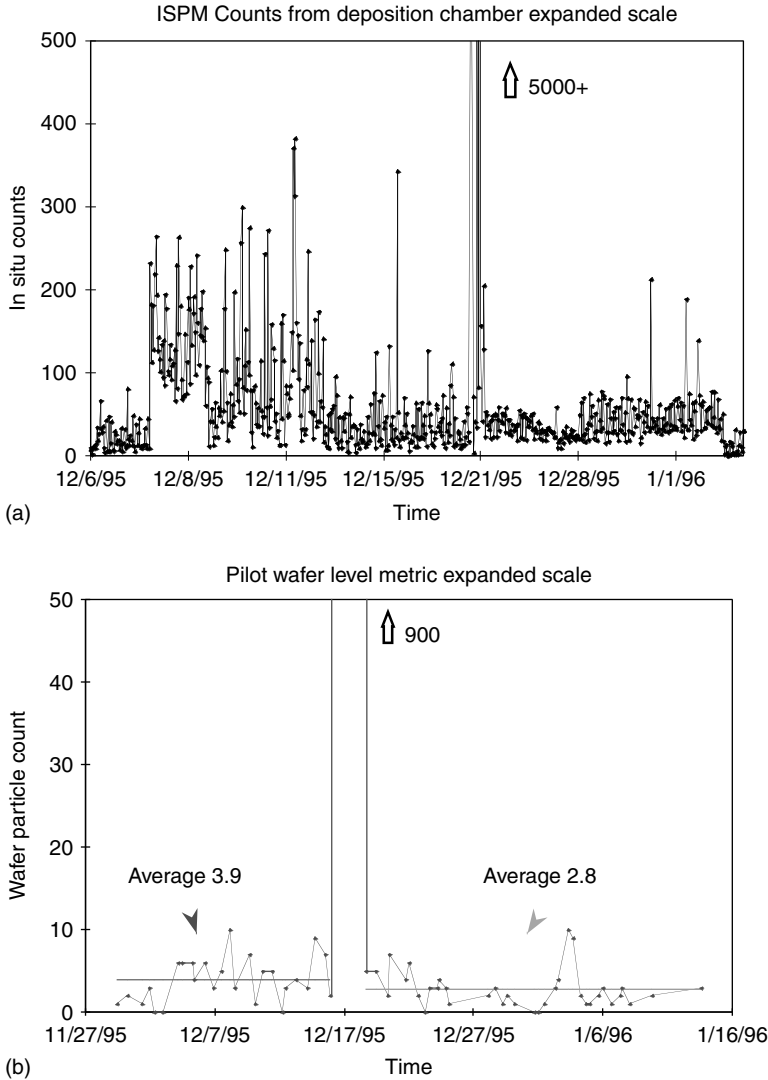 ISPM Counts from deposition chamber expanded scale
500
400
300
200
100
0
In situ counts
5000+
12/6/95 12/8/95 12/11/95 12/15/95 12/21/95 12/28/95 1/1/96
(a)
Time
Pilot wafer level metric expanded scale
50
40
30
20
10
0
Wafer particle count
900
Average 3.9
Average 2.8
11/27/95 12/7/95 12/17/95 12/27/95 1/6/96 1/16/96
(b)
Time